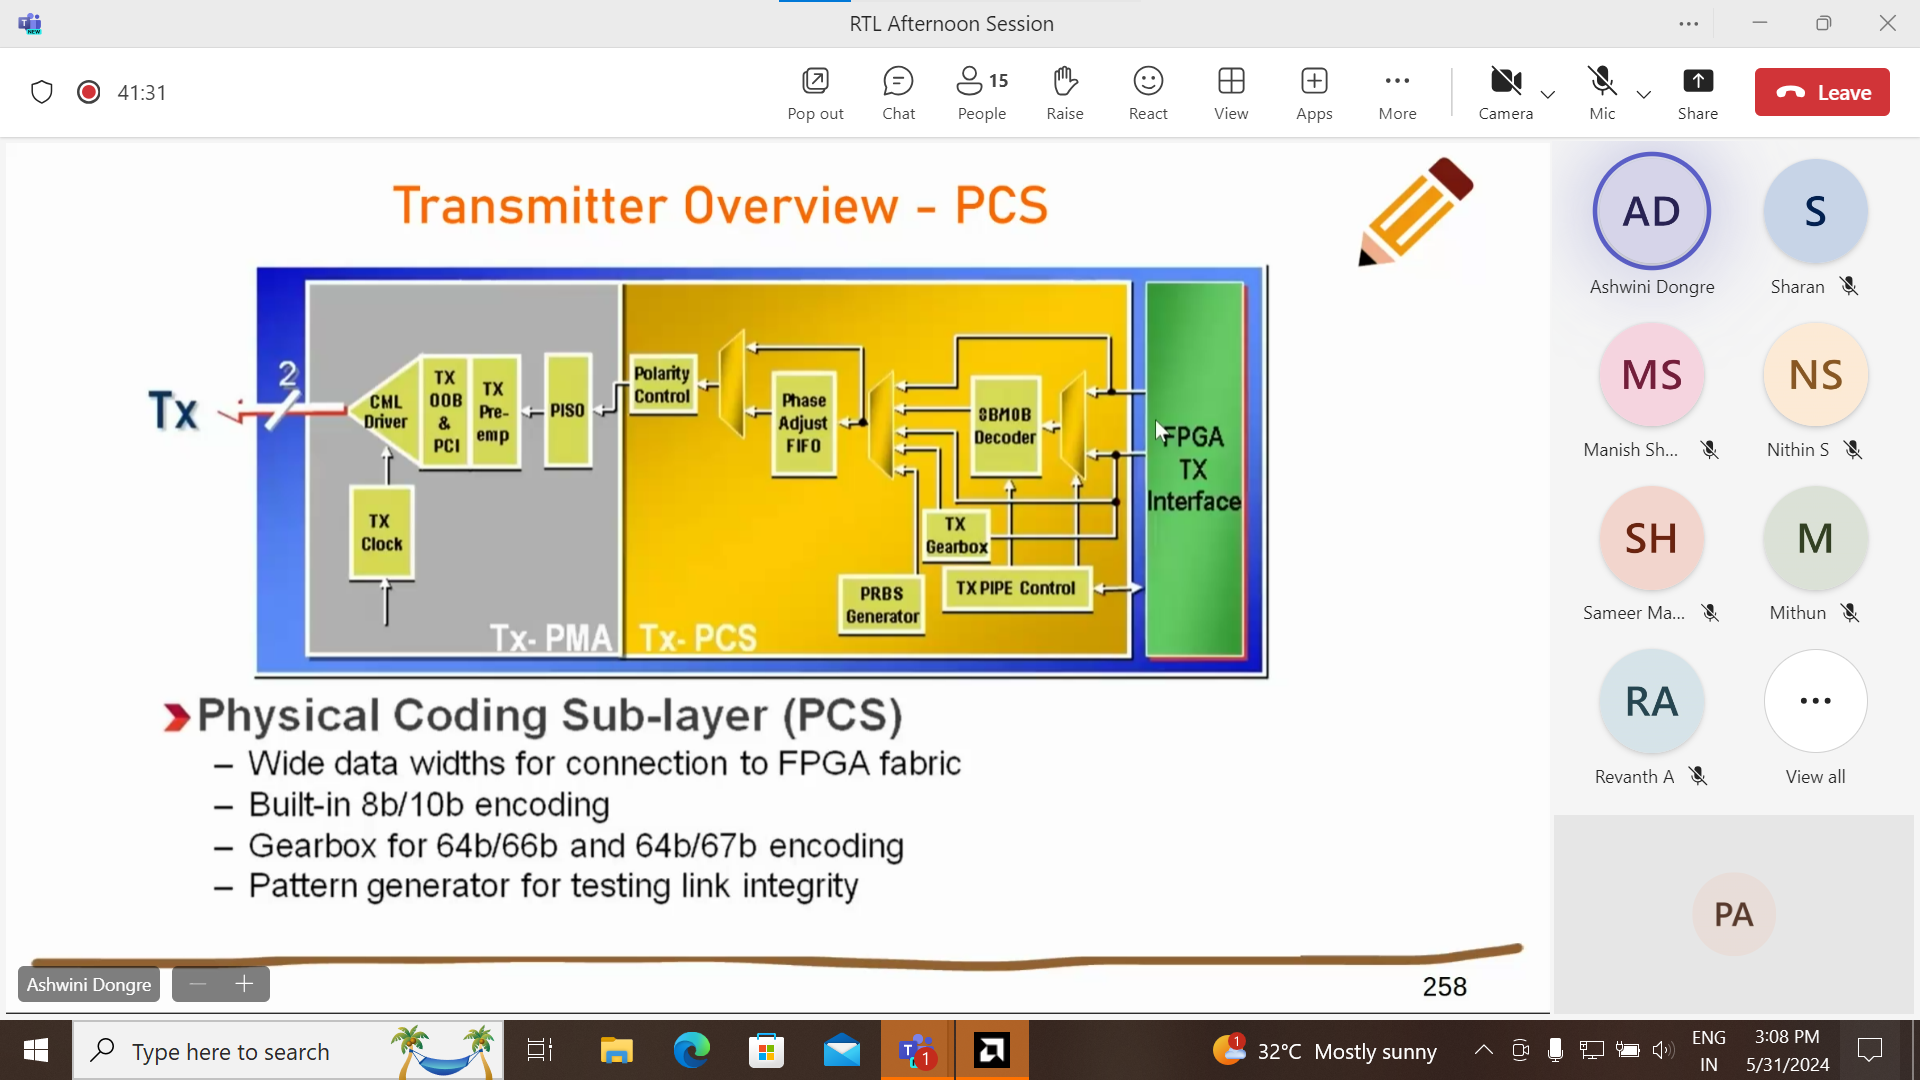 RTL Afternoon Session
NEW
41:31
Pop out
Chat
15
People
Raise
React
View
Apps
More
Camera
Mic
Share
Leave
Transmitter Overview - PCS
Tx
2
CML
Driver
TX
OOB
&
PCI
TX
Pre-
emp
PISO
TX
Clock
Tx- PMA
Polarity
Control
Phase
Adjust
FIFO
8B/10B
Decoder
TX
Gearbox
PRBS
Generator
TX PIPE Control
Tx- PCS
FPGA
TX
Interface
Physical Coding Sub-layer (PCS)
– Wide data widths for connection to FPGA fabric
– Built-in 8b/10b encoding
– Gearbox for 64b/66b and 64b/67b encoding
– Pattern generator for testing link integrity
258
Ashwini Dongre
AD
Ashwini Dongre
S
Sharan
MS
Manish Sh...
NS
Nithin S
SH
Sameer Ma...
M
Mithun
RA
Revanth A
View all
PA
Type here to search
1
1
32°C Mostly sunny
ENG
IN
3:08 PM
5/31/2024